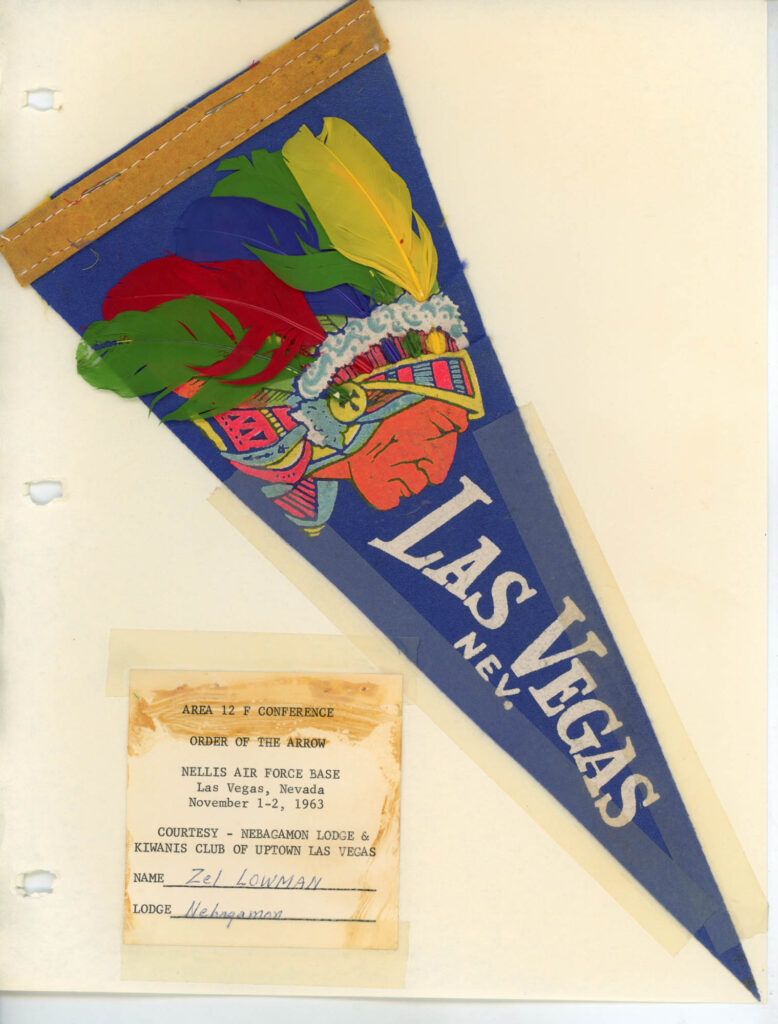 LAS VEGAS
NEV.
AREA 12 F CONFERENCE
ORDER OF THE ARROW
NELLIS AIR FORCE BASE
Las Vegas, Nevada
November 1-2, 1963
COURTESY - NEBAGAMON LODGE &
KIWANIS CLUB OF UPTOWN LAS VEGAS
NAME Zel LOWMAN
LODGE Nebagamon